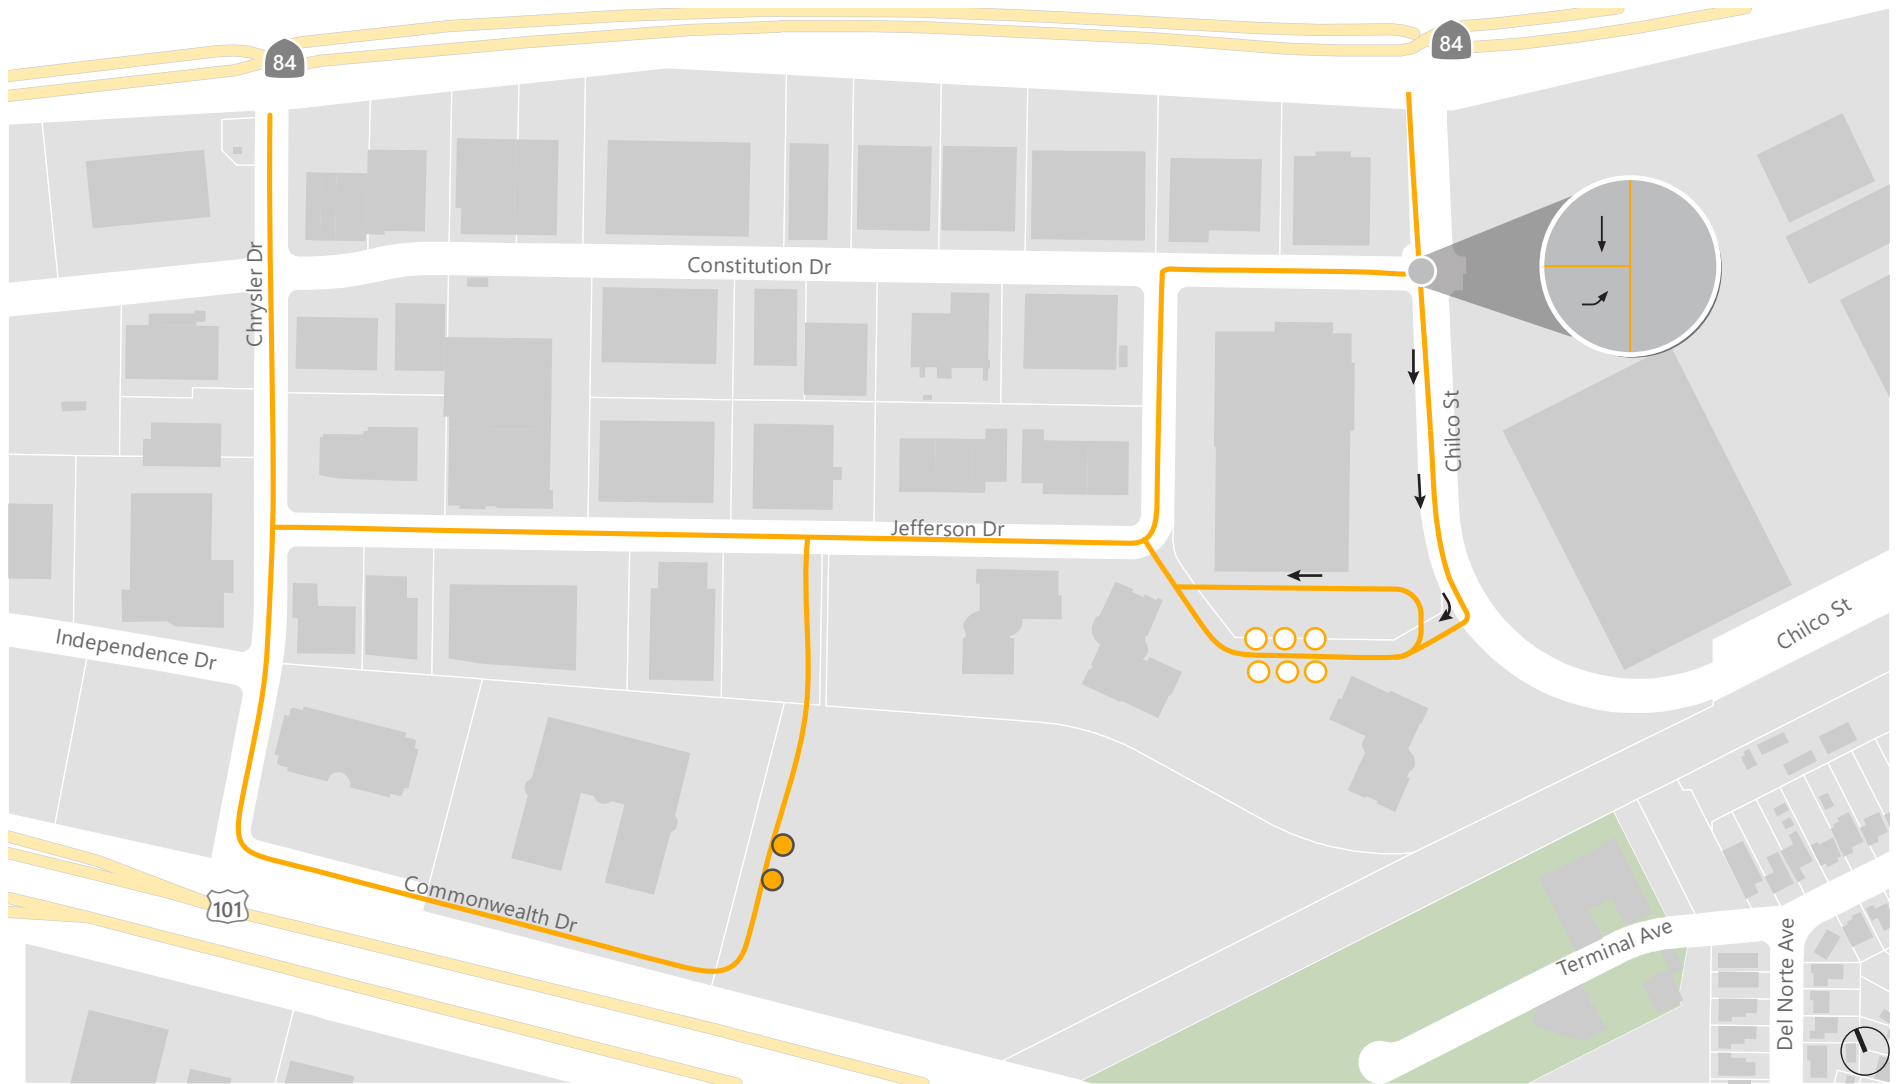 84
84
Constitution Dr
Chrysler Dr
Chilco St
Jefferson Dr
Chilco St
Independence Dr
Commonwealth Dr
101
Terminal Ave
Del Norte Ave